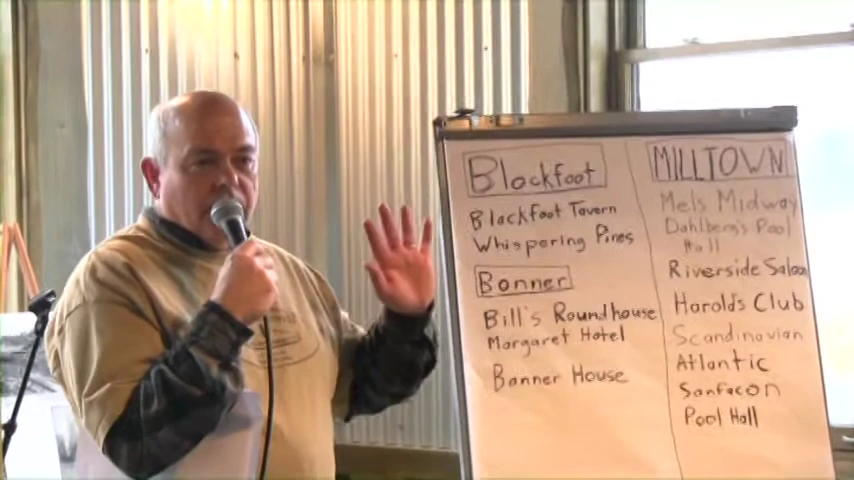 Blackfoot
Blackfoot Tavern
Whispering Pines
Bonner
Bill's Roundhouse
Margaret Hotel
Banner House
MILLTOWN
Mels Midway
Dahlberg's Pool
Hall
Riverside Saloon
Harold's Club
Scandinavian
Atlantic
Sanfacon
Pool Hall